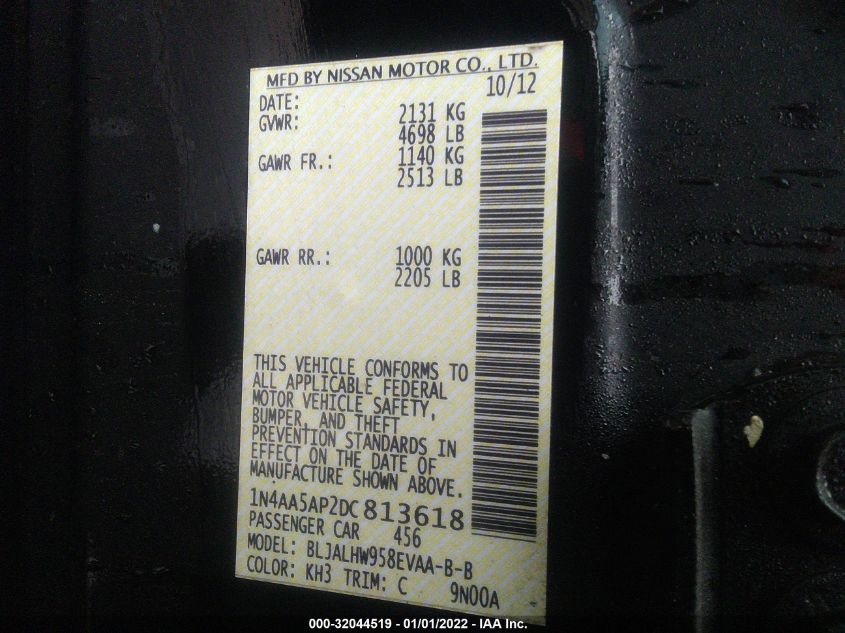 MFD BY NISSAN MOTOR CO., LTD.
DATE: 10/12
GVWR: 2131 KG
4698 LB
GAWR FR.: 1140 KG
2513 LB
GAWR RR.: 1000 KG
2205 LB
THIS VEHICLE CONFORMS TO
ALL APPLICABLE FEDERAL
MOTOR VEHICLE SAFETY,
BUMPER, AND THEFT
PREVENTION STANDARDS IN
EFFECT ON THE DATE OF
MANUFACTURE SHOWN ABOVE.
1N4AA5AP2DC813618
PASSENGER CAR 456
MODEL: BLJALHW958EVAA-B-B
COLOR: KH3 TRIM: C 9N00A
000-32044519 - 01/01/2022 - IAA Inc.